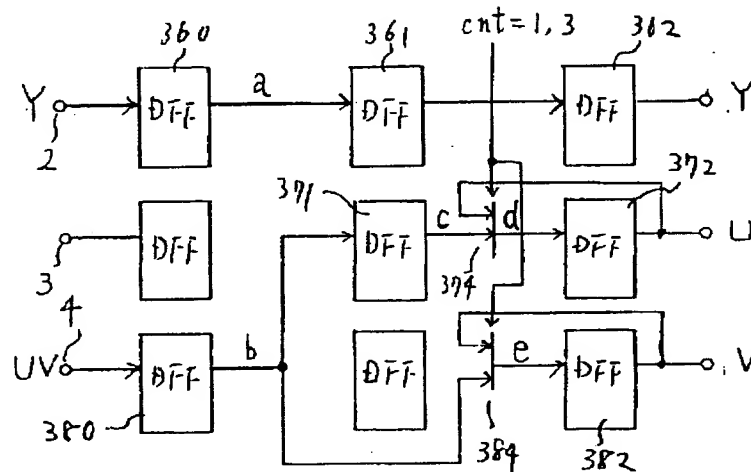 360
361
cnt=1,3
362
Y
DFF
a
DFF
DFF
Y
2
371
372
DFF
c
d
DFF
DFF
U
3
374
4
UV
DFF
b
DFF
e
DFF
V
380
384
382